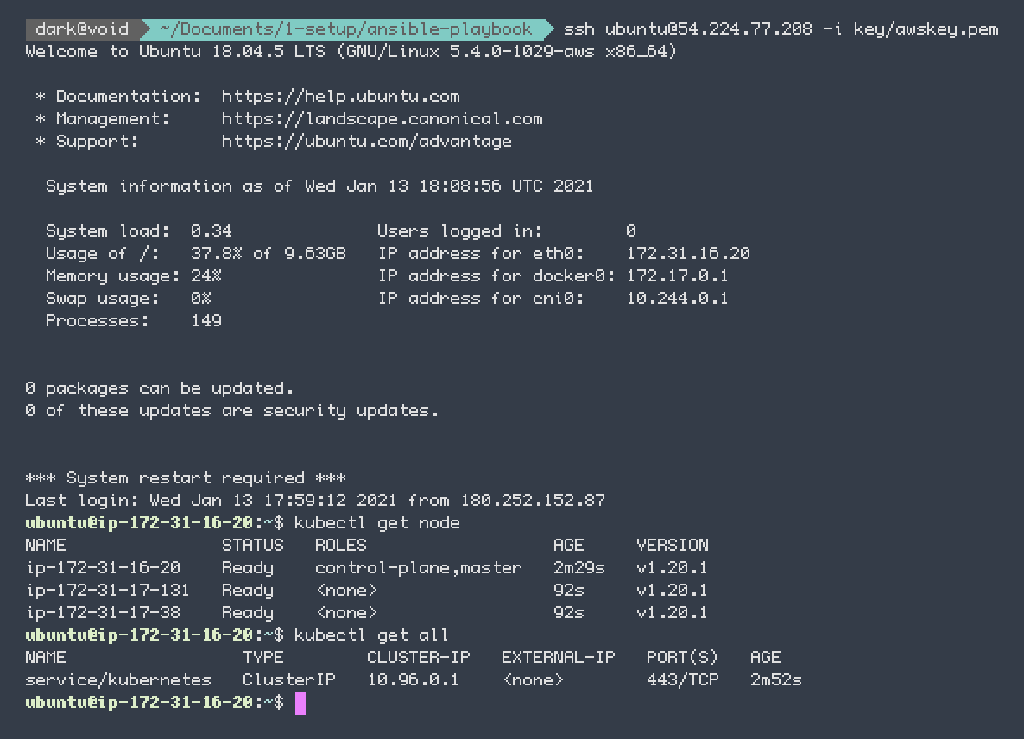 dark@void ~/Documents/1-setup/ansible-playbook ssh ubuntu@54.224.77.208 -i key/awskey.pem
Welcome to Ubuntu 18.04.5 LTS (GNU/Linux 5.4.0-1029-aws x86_64)
* Documentation: https://help.ubuntu.com
* Management: https://landscape.canonical.com
* Support: https://ubuntu.com/advantage
System information as of Wed Jan 13 18:08:56 UTC 2021
System load: 0.34 Users logged in: 0
Usage of /: 37.8% of 9.63GB IP address for eth0: 172.31.16.20
Memory usage: 24% IP address for docker0: 172.17.0.1
Swap usage: 0% IP address for cni0: 10.244.0.1
Processes: 149
0 packages can be updated.
0 of these updates are security updates.
*** System restart required ***
Last login: Wed Jan 13 17:59:12 2021 from 180.252.152.87
ubuntu@ip-172-31-16-20:~$ kubectl get node
NAME STATUS ROLES AGE VERSION
ip-172-31-16-20 Ready control-plane,master 2m29s v1.20.1
ip-172-31-17-131 Ready <none> 92s v1.20.1
ip-172-31-17-38 Ready <none> 92s v1.20.1
ubuntu@ip-172-31-16-20:~$ kubectl get all
NAME TYPE CLUSTER-IP EXTERNAL-IP PORT(S) AGE
service/kubernetes ClusterIP 10.96.0.1 <none> 443/TCP 2m52s
ubuntu@ip-172-31-16-20:~$